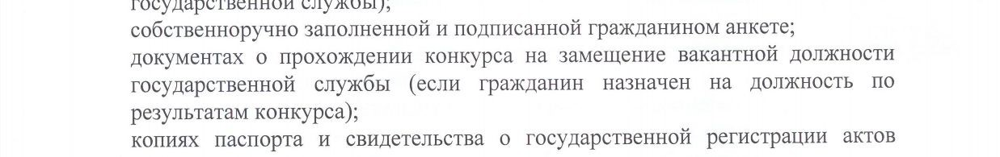 государственной службы);
собственноручно заполненной и подписанной гражданином анкете;
документах о прохождении конкурса на замещение вакантной должности
государственной службы (если гражданин назначен на должность по
результатам конкурса);
копиях паспорта и свидетельства о государственной регистрации актов